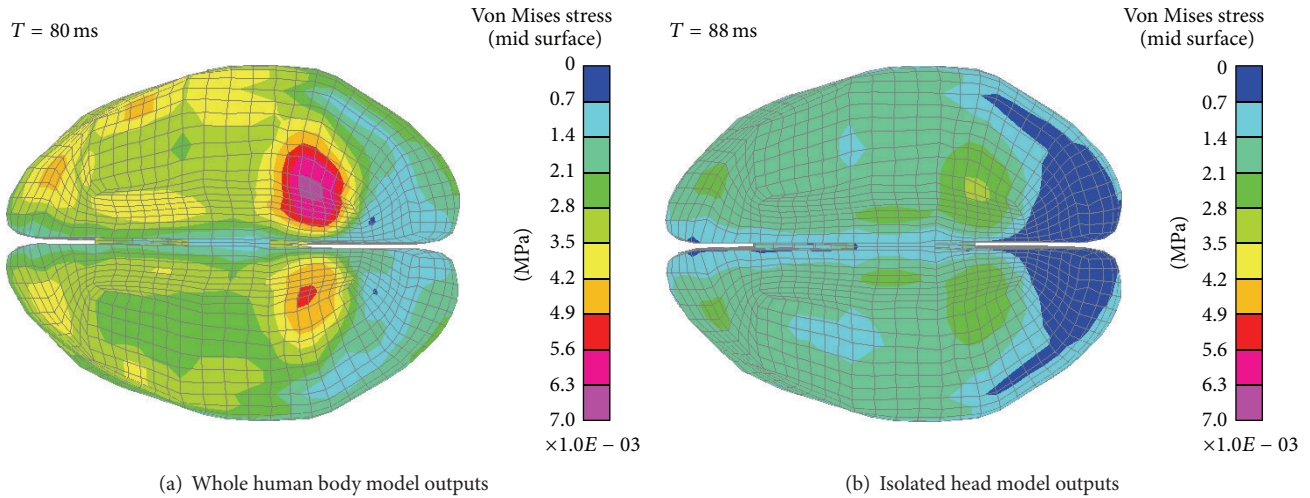 T = 80 ms
Von Mises stress
(mid surface)
0
0.7
1.4
2.1
2.8
3.5
4.2
4.9
5.6
6.3
7.0
(MPa)
×1.0E − 03
(a) Whole human body model outputs
T = 88 ms
Von Mises stress
(mid surface)
0
0.7
1.4
2.1
2.8
3.5
4.2
4.9
5.6
6.3
7.0
(MPa)
×1.0E − 03
(b) Isolated head model outputs